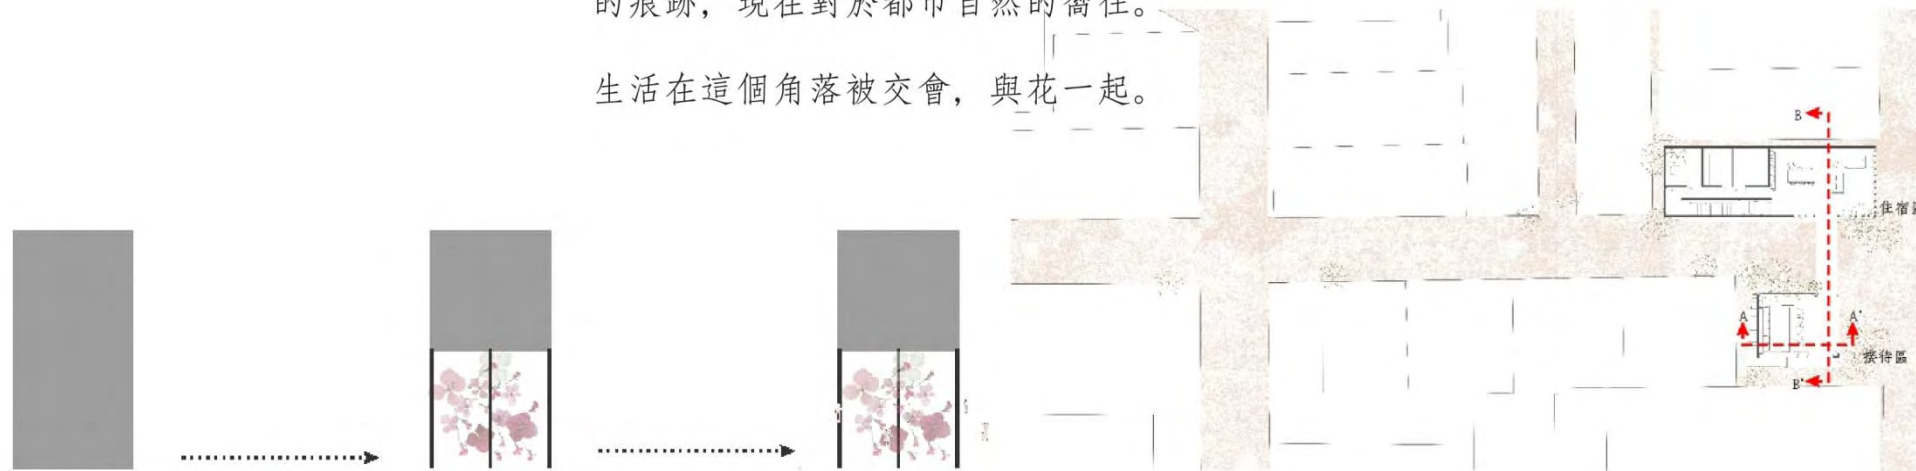 的痕跡，現在對於都市自然的嚮往。
生活在這個角落被交會，與花一起。
B
住宿
A
A'
接待區
B'